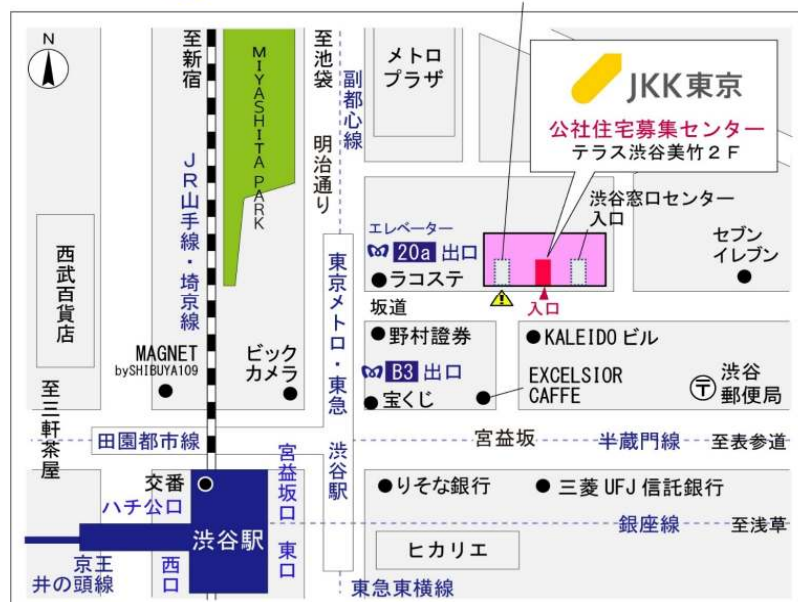 N
至新宿
MIYASHITA PARK
至池袋
明治通り
副都心線
メトロ
プラザ
JKK東京
公社住宅募集センター
テラス渋谷美竹2F
JR山手線・埼京線
渋谷窓口センター
入口
エレベーター
20a 出口
ラコステ
セブン
イレブン
西武百貨店
東京メトロ・東急 渋谷駅
坂道
入口
野村證券
KALEIDOビル
MAGNET
bySHIBUYA109
ビック
カメラ
B3 出口
宝くじ
EXCELSIOR
CAFFE
〒
渋谷
郵便局
至三軒茶屋
田園都市線
宮益坂
半蔵門線
至表参道
交番
ハチ公口
宮益坂口
りそな銀行
三菱UFJ信託銀行
渋谷駅
銀座線
至浅草
京王
井の頭線
西口
東口
ヒカリエ
東急東横線